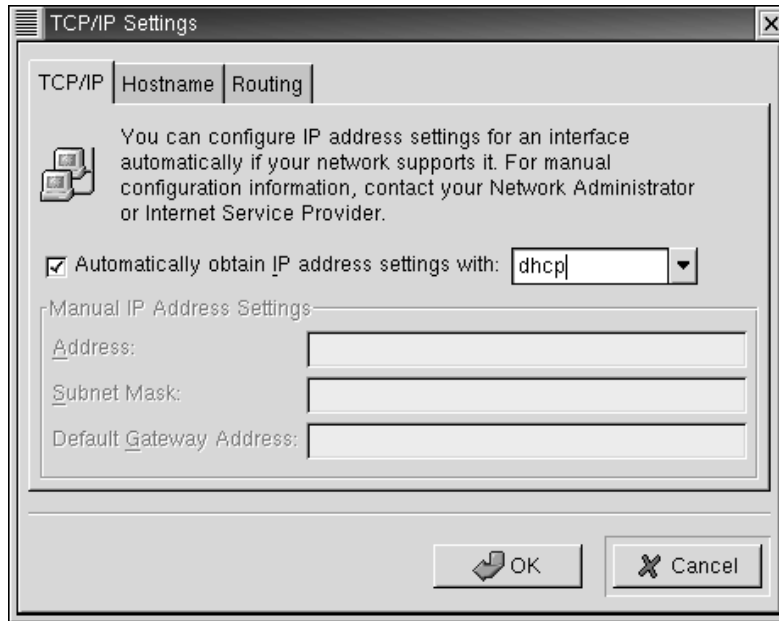 TCP/IP Settings
TCP/IP Hostname Routing
You can configure IP address settings for an interface
automatically if your network supports it. For manual
configuration information, contact your Network Administrator
or Internet Service Provider.
Automatically obtain IP address settings with: dhcp
Manual IP Address Settings
Address:
Subnet Mask:
Default Gateway Address:
OK Cancel